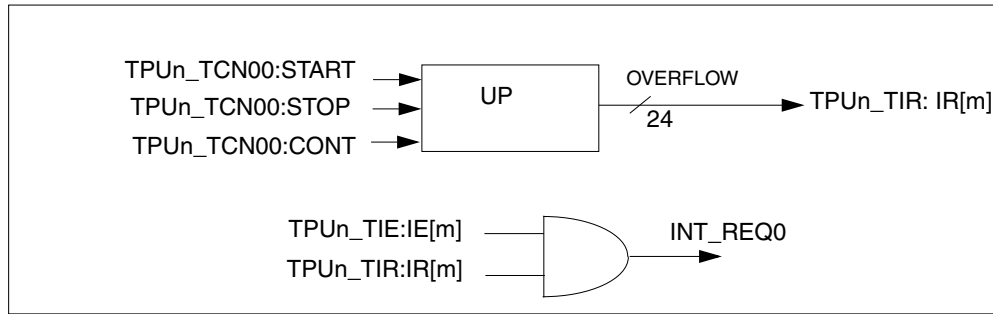 TPUn_TCN00:START
TPUn_TCN00:STOP
TPUn_TCN00:CONT
UP
OVERFLOW
24
TPUn_TIR: IR[m]
TPUn_TIE:IE[m]
TPUn_TIR:IR[m]
INT_REQ0